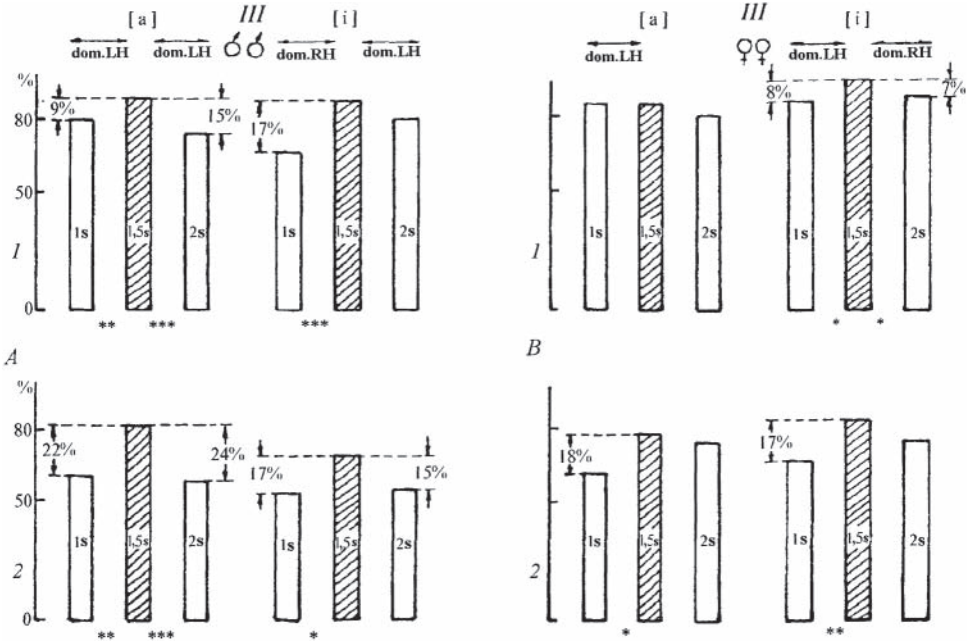 [a] III [i] [a] III [i]
dom.LH dom.LH ♂♂ dom.RH dom.LH dom.LH ♀♀ dom.LH dom.RH
% 9% 15% 17% 8% 7%
80
50
1s 1,5s 2s 1s 1,5s 2s 1s 1,5s 2s 1s 1,5s 2s
1 1
0
** *** *** * *
A B
%
80
22% 24% 17% 15% 18% 17%
50
1s 1,5s 2s 1s 1,5s 2s 1s 1,5s 2s 1s 1,5s 2s
2 2
0
** *** * * **